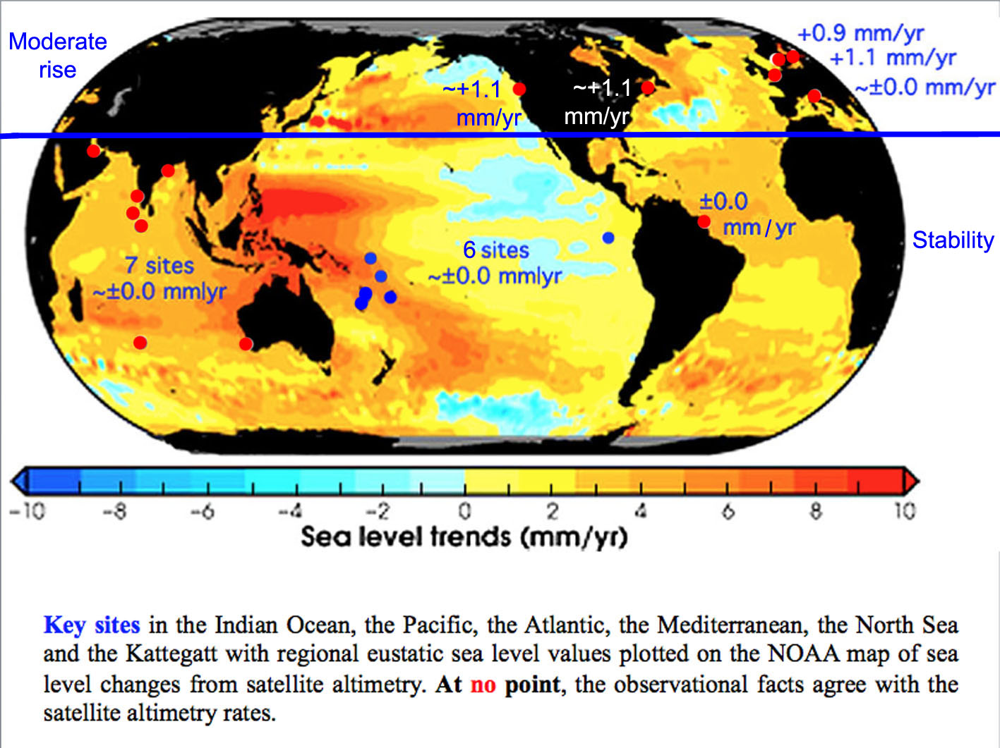 Moderate
rise
+0.9 mm/yr
+1.1 mm/yr
~±0.0 mm/yr
~+1.1
mm/yr
~+1.1
mm/yr
±0.0
mm/yr
Stability
6 sites
~±0.0 mm|yr
7 sites
~±0.0 mm|yr
-10 -8 -6 -4 -2 0 2 4 6 8 10
Sea level trends (mm/yr)
Key sites in the Indian Ocean, the Pacific, the Atlantic, the Mediterranean, the North Sea
and the Kattegatt with regional eustatic sea level values plotted on the NOAA map of sea
level changes from satellite altimetry. At no point, the observational facts agree with the
satellite altimetry rates.